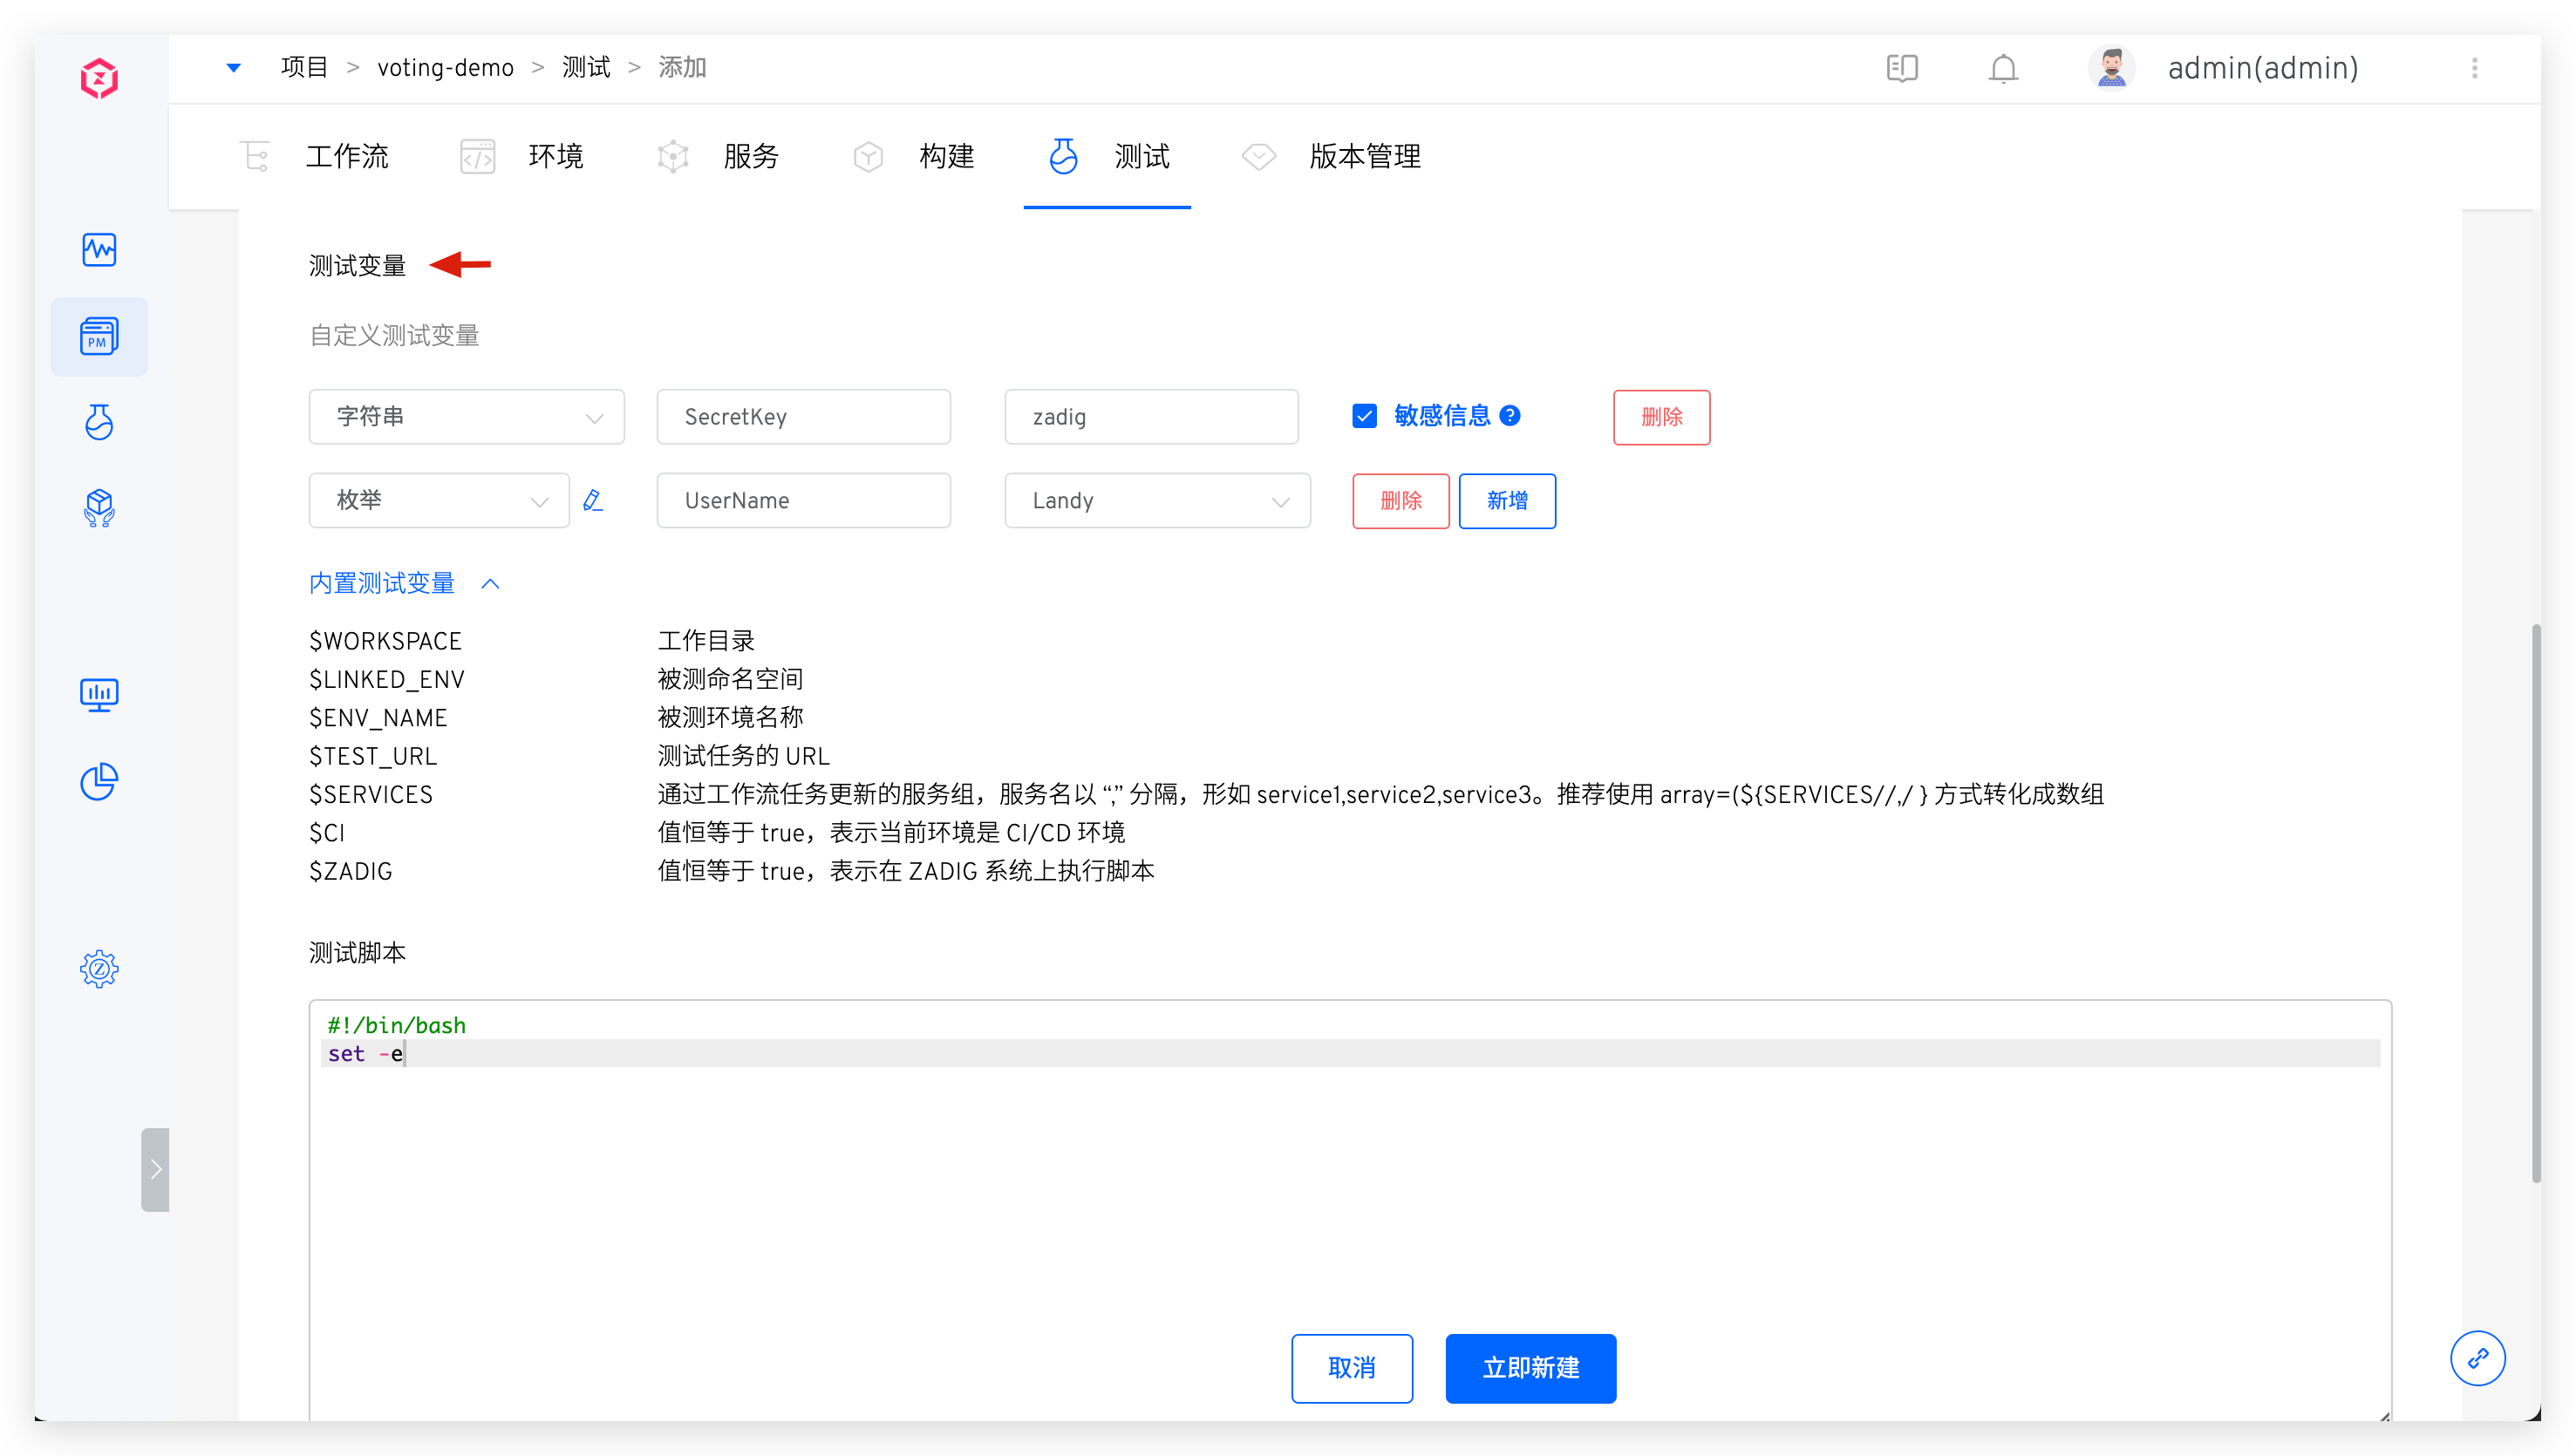 项目 > voting-demo > 测试 > 添加
admin(admin)
工作流 环境 服务 构建 测试 版本管理
PM
测试变量
自定义测试变量
字符串 SecretKey zadig 敏感信息 ? 删除
枚举 UserName Landy 删除 新增
内置测试变量
$WORKSPACE 工作目录
$LINKED_ENV 被测命名空间
$ENV_NAME 被测环境名称
$TEST_URL 测试任务的 URL
$SERVICES 通过工作流任务更新的服务组，服务名以 “,” 分隔，形如 service1,service2,service3。推荐使用 array=(${SERVICES//,/ } 方式转化成数组
$CI 值恒等于 true，表示当前环境是 CI/CD 环境
$ZADIG 值恒等于 true，表示在 ZADIG 系统上执行脚本
测试脚本
#!/bin/bash
set -e
取消 立即新建